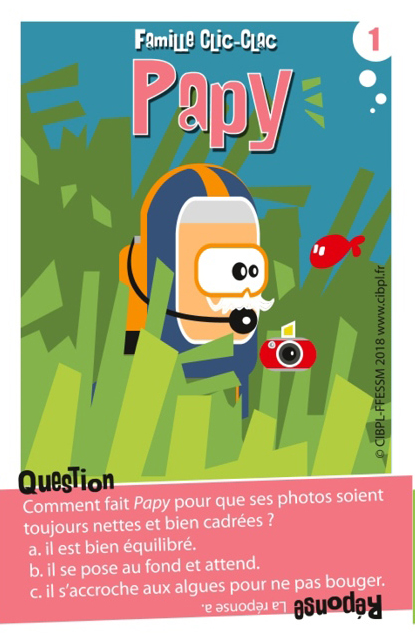 Famille Clic-Clac
1
Papy
© CIBPL-FFESSM 2018 www.cibpl.fr
Question
Comment fait Papy pour que ses photos soient
toujours nettes et bien cadrées ?
a. il est bien équilibré.
b. il se pose au fond et attend.
c. il s’accroche aux algues pour ne pas bouger.
Réponse La réponse a.